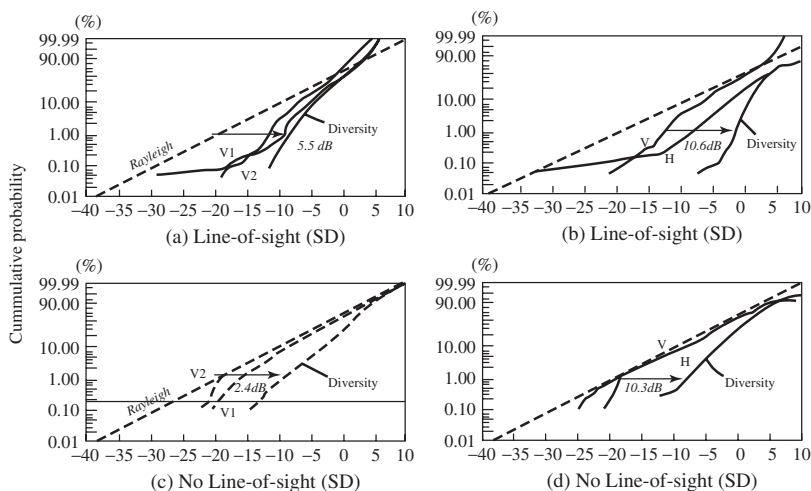 (%)
99.99
90.00
10.00
1.00
0.10
0.01
Rayleigh
V1
V2
Diversity
5.5 dB
−40 −35 −30 −25 −20 −15 −10 −5 0 5 10
(a) Line-of-sight (SD)
(%)
99.99
90.00
10.00
1.00
0.10
0.01
V
H
10.6dB
Diversity
−40 −35 −30 −25 −20 −15 −10 −5 0 5 10
(b) Line-of-sight (SD)
Cummulative probability
(%)
99.99
90.00
10.00
1.00
0.10
0.01
Rayleigh
V2
V1
2.4dB
Diversity
−40 −35 −30 −25 −20 −15 −10 −5 0 5 10
(c) No Line-of-sight (SD)
(%)
99.99
90.00
10.00
1.00
0.10
0.01
V
H
10.3dB
Diversity
−40 −35 −30 −25 −20 −15 −10 −5 0 5 10
(d) No Line-of-sight (SD)